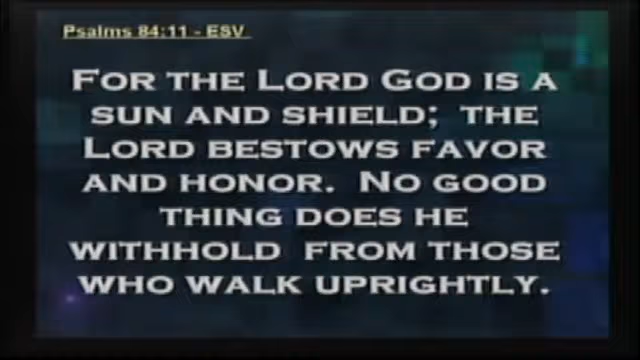 Psalms 84:11 - ESV
FOR THE LORD GOD IS A
SUN AND SHIELD; THE
LORD BESTOWS FAVOR
AND HONOR. NO GOOD
THING DOES HE
WITHHOLD FROM THOSE
WHO WALK UPRIGHTLY.